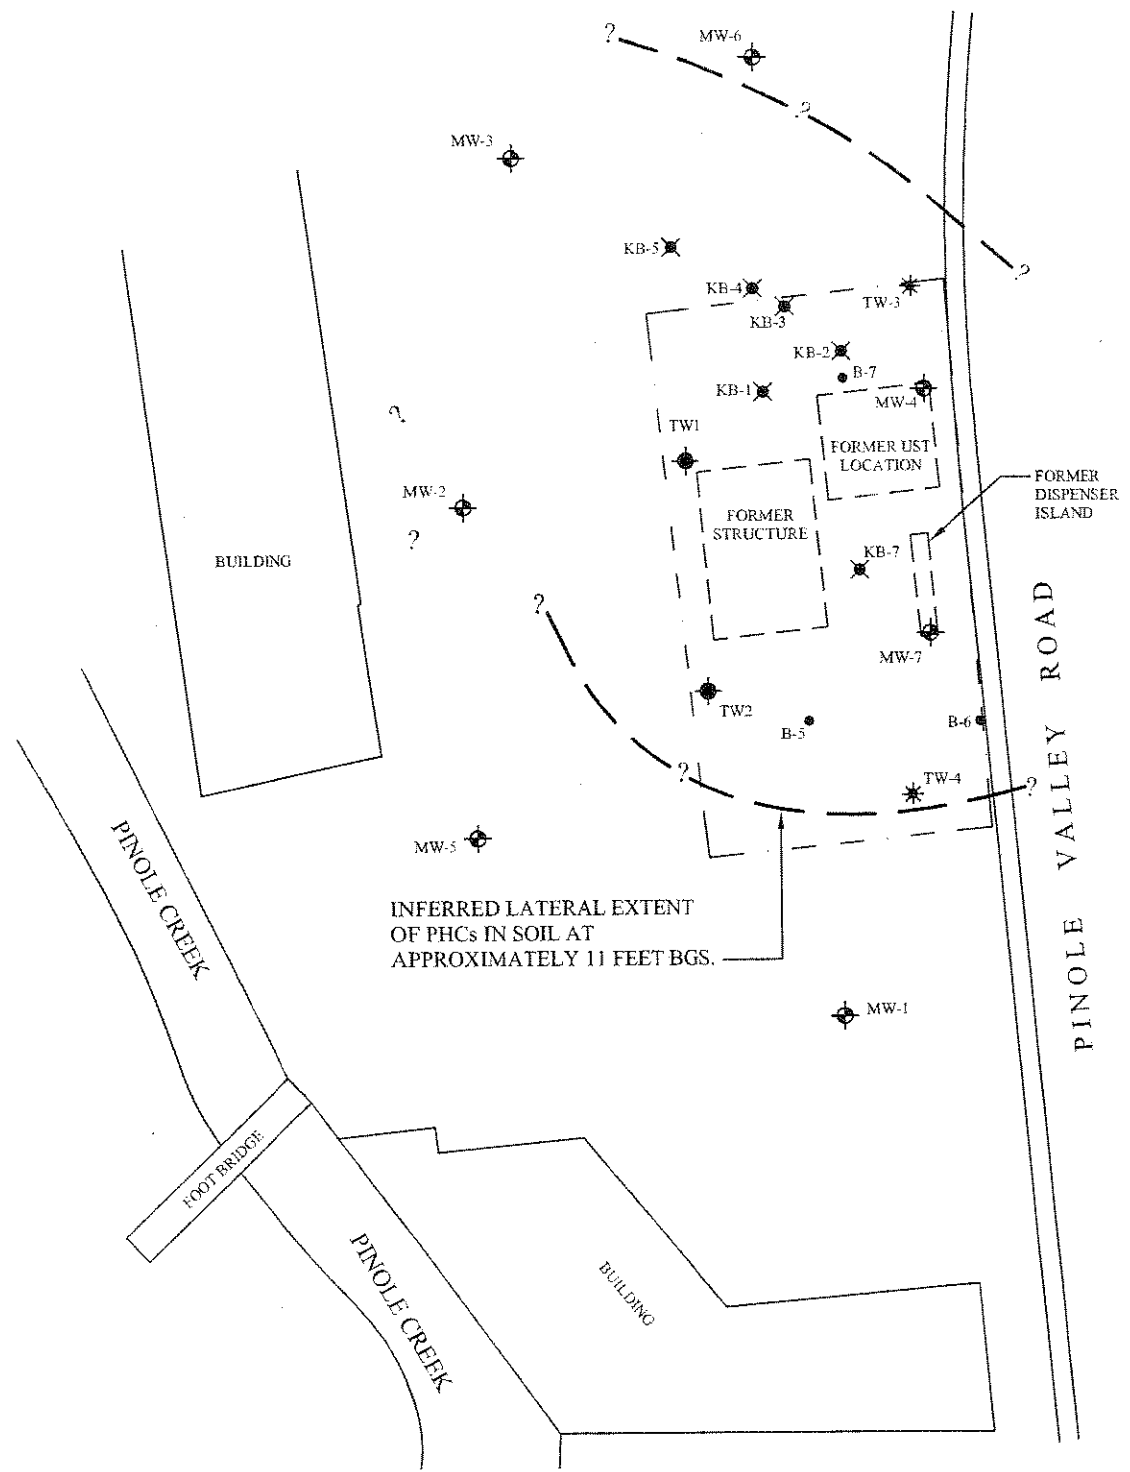 ?
MW-6
?
MW-3
KB-5
?
KB-4
TW-3
KB-3
KB-2
B-7
KB-1
MW-4
?
TW1
FORMER UST
LOCATION
MW-2
FORMER
DISPENSER
ISLAND
FORMER
STRUCTURE
?
BUILDING
KB-7
?
MW-7
PINOLE VALLEY ROAD
TW2
B-5
B-6
?
TW-4
?
PINOLE CREEK
MW-5
INFERRED LATERAL EXTENT
OF PHCs IN SOIL AT
APPROXIMATELY 11 FEET BGS.
MW-1
FOOT BRIDGE
PINOLE CREEK
BUILDING